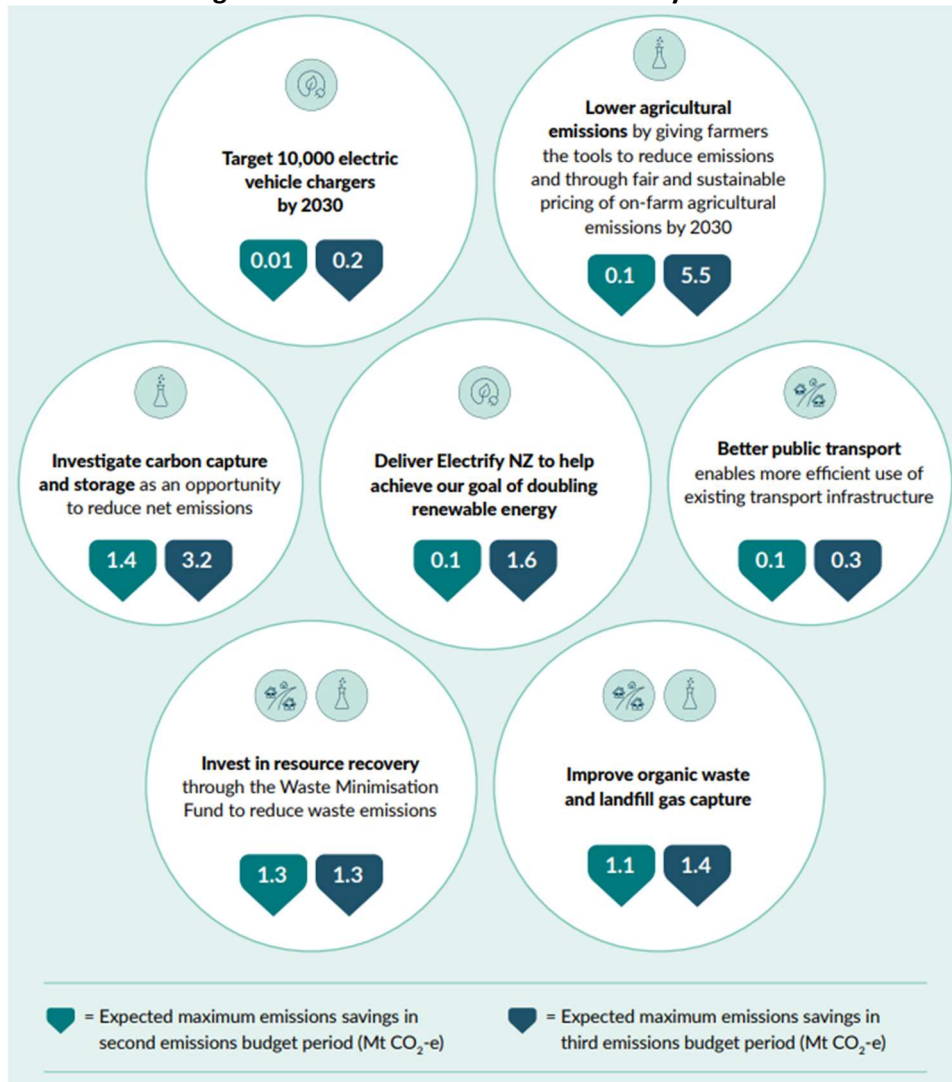 Target 10,000 electric
vehicle chargers
by 2030
0.01 0.2
Lower agricultural
emissions by giving farmers
the tools to reduce emissions
and through fair and sustainable
pricing of on-farm agricultural
emissions by 2030
0.1 5.5
Investigate carbon capture
and storage as an opportunity
to reduce net emissions
1.4 3.2
Deliver Electrify NZ to help
achieve our goal of doubling
renewable energy
0.1 1.6
Better public transport
enables more efficient use of
existing transport infrastructure
0.1 0.3
Invest in resource recovery
through the Waste Minimisation
Fund to reduce waste emissions
1.3 1.3
Improve organic waste
and landfill gas capture
1.1 1.4
= Expected maximum emissions savings in
second emissions budget period (Mt CO₂-e)
= Expected maximum emissions savings in
third emissions budget period (Mt CO₂-e)